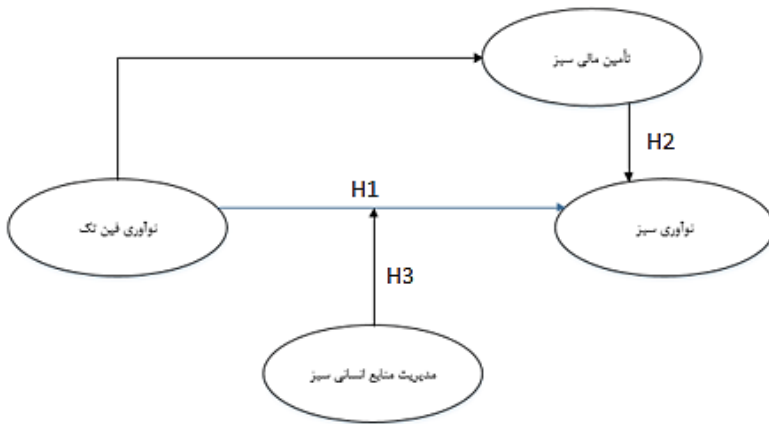 تأمین مالی سبز
H2
H1
نوآوری فین تک
نوآوری سبز
H3
مدیریت منابع انسانی سبز